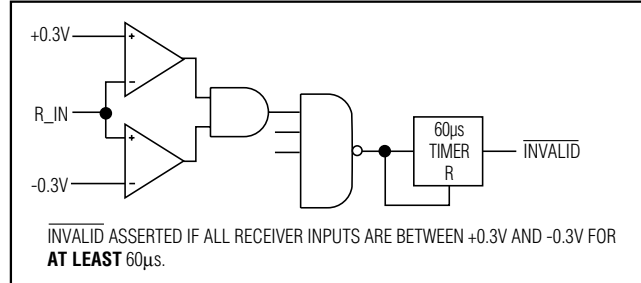 +0.3V
+
-
R_IN
+
-
-0.3V
60µs
TIMER
R
INVALID
INVALID ASSERTED IF ALL RECEIVER INPUTS ARE BETWEEN +0.3V AND -0.3V FOR
AT LEAST 60µs.